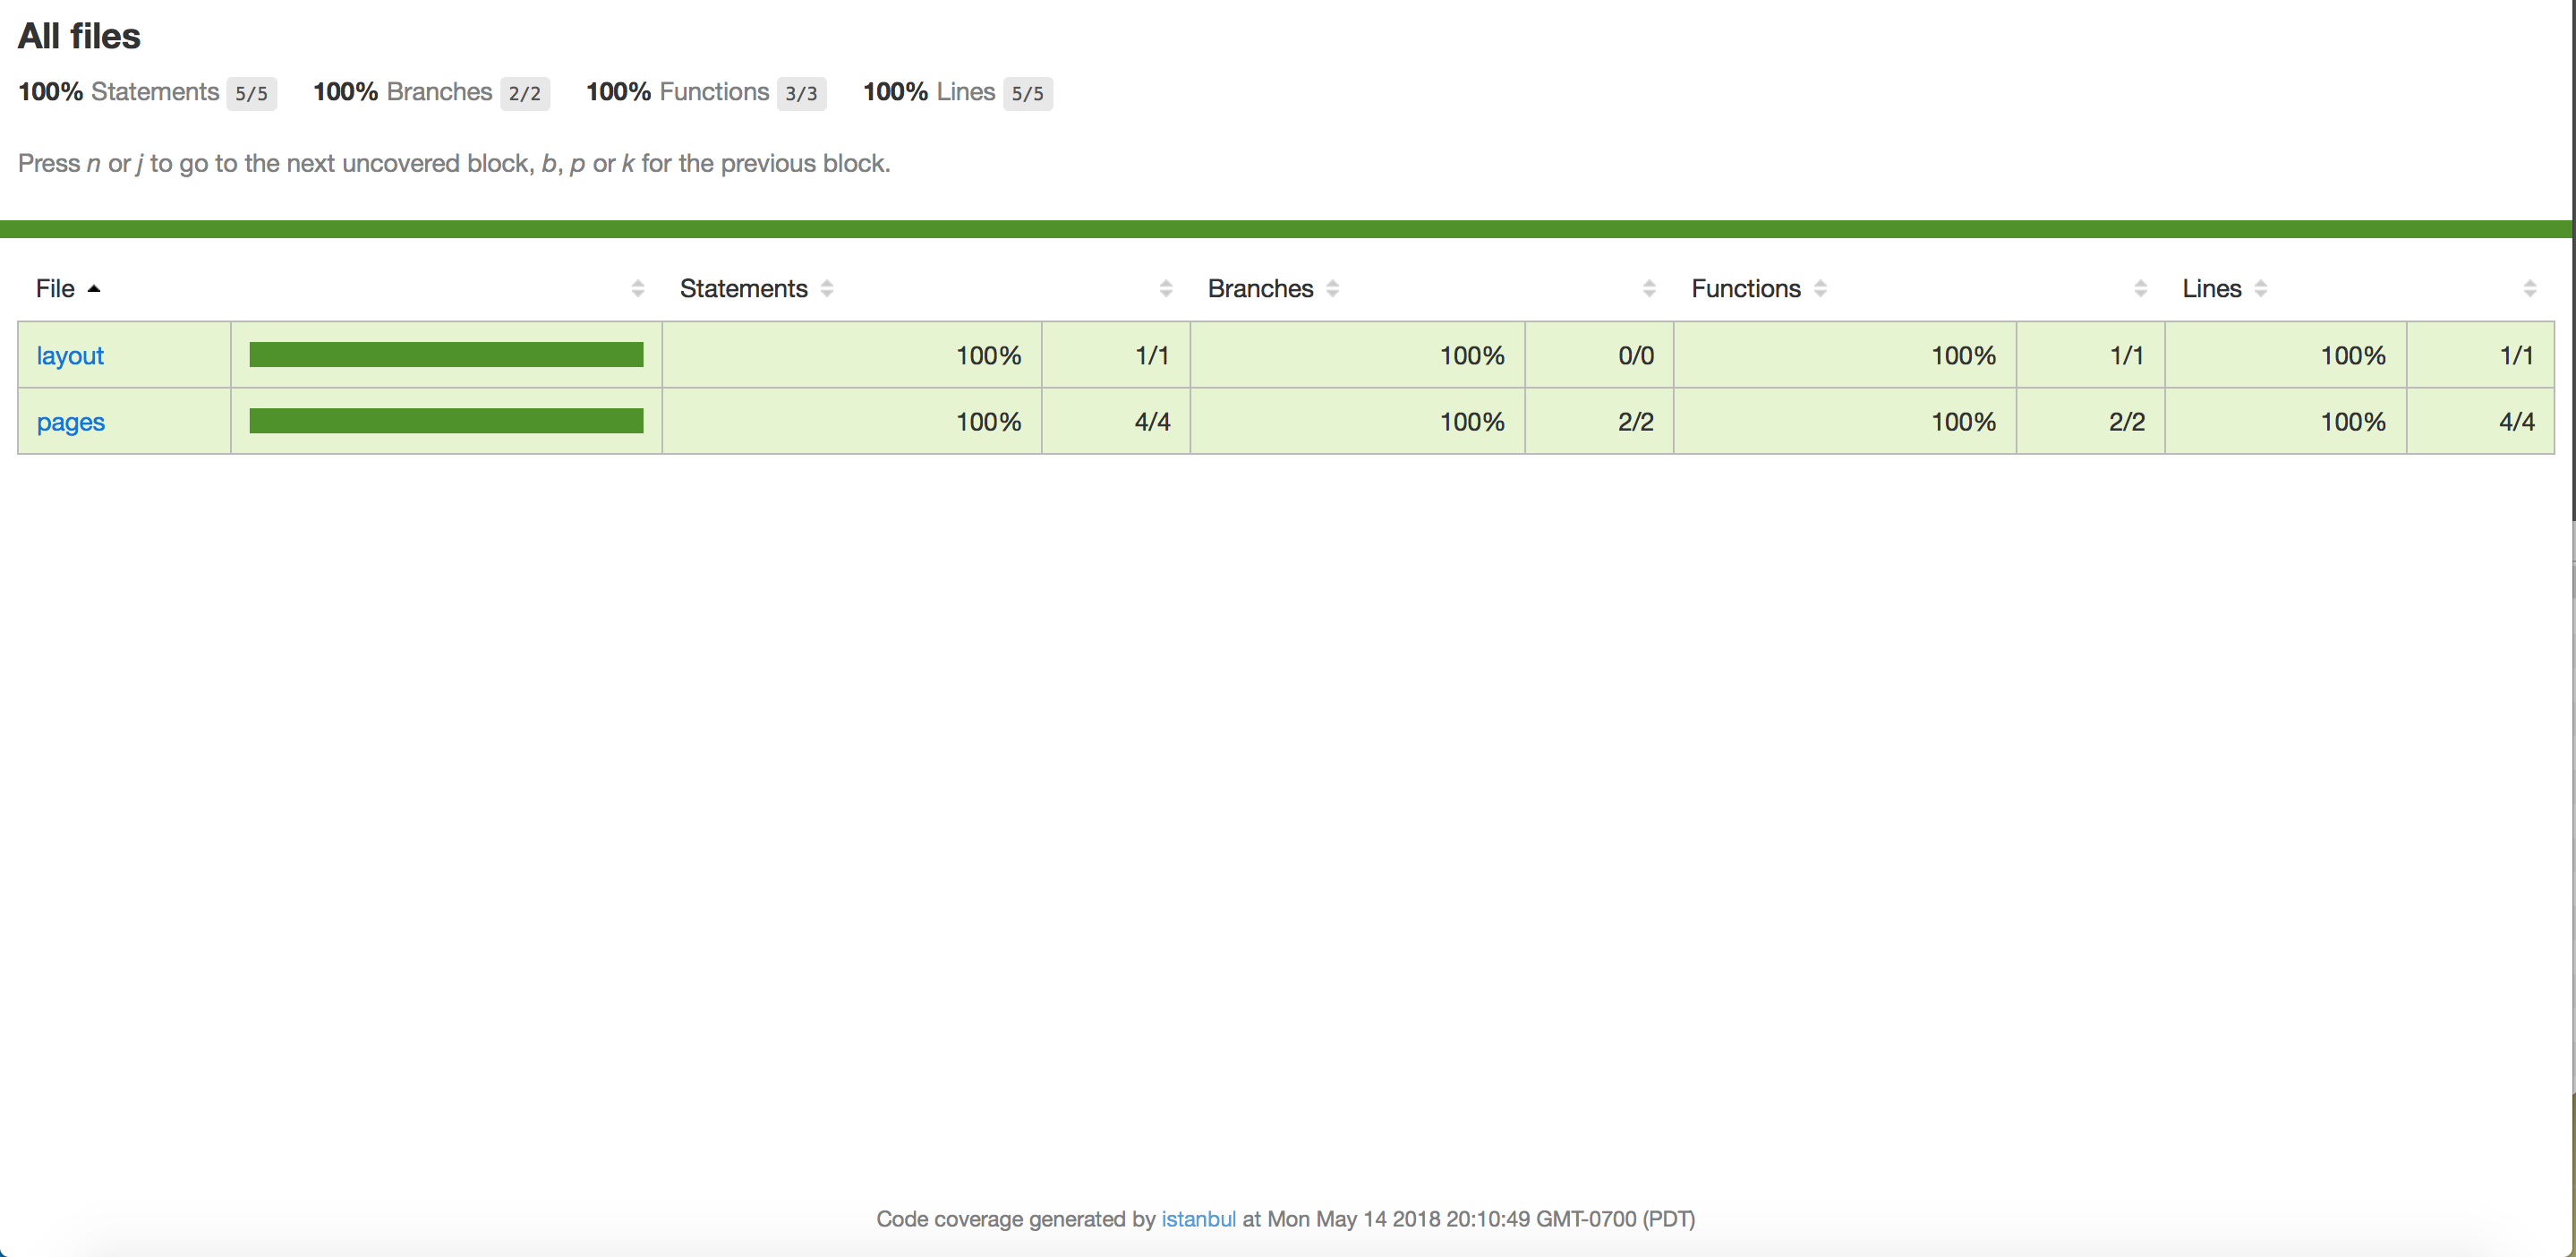 All files
100% Statements 5/5 100% Branches 2/2 100% Functions 3/3 100% Lines 5/5
Press n or j to go to the next uncovered block, b, p or k for the previous block.
File Statements Branches Functions Lines
layout 100% 1/1 100% 0/0 100% 1/1 100% 1/1
pages 100% 4/4 100% 2/2 100% 2/2 100% 4/4
Code coverage generated by istanbul at Mon May 14 2018 20:10:49 GMT-0700 (PDT)